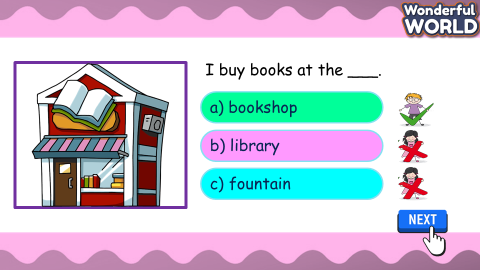 Wonderful
WORLD
I buy books at the ___.
a) bookshop
b) library
c) fountain
NEXT